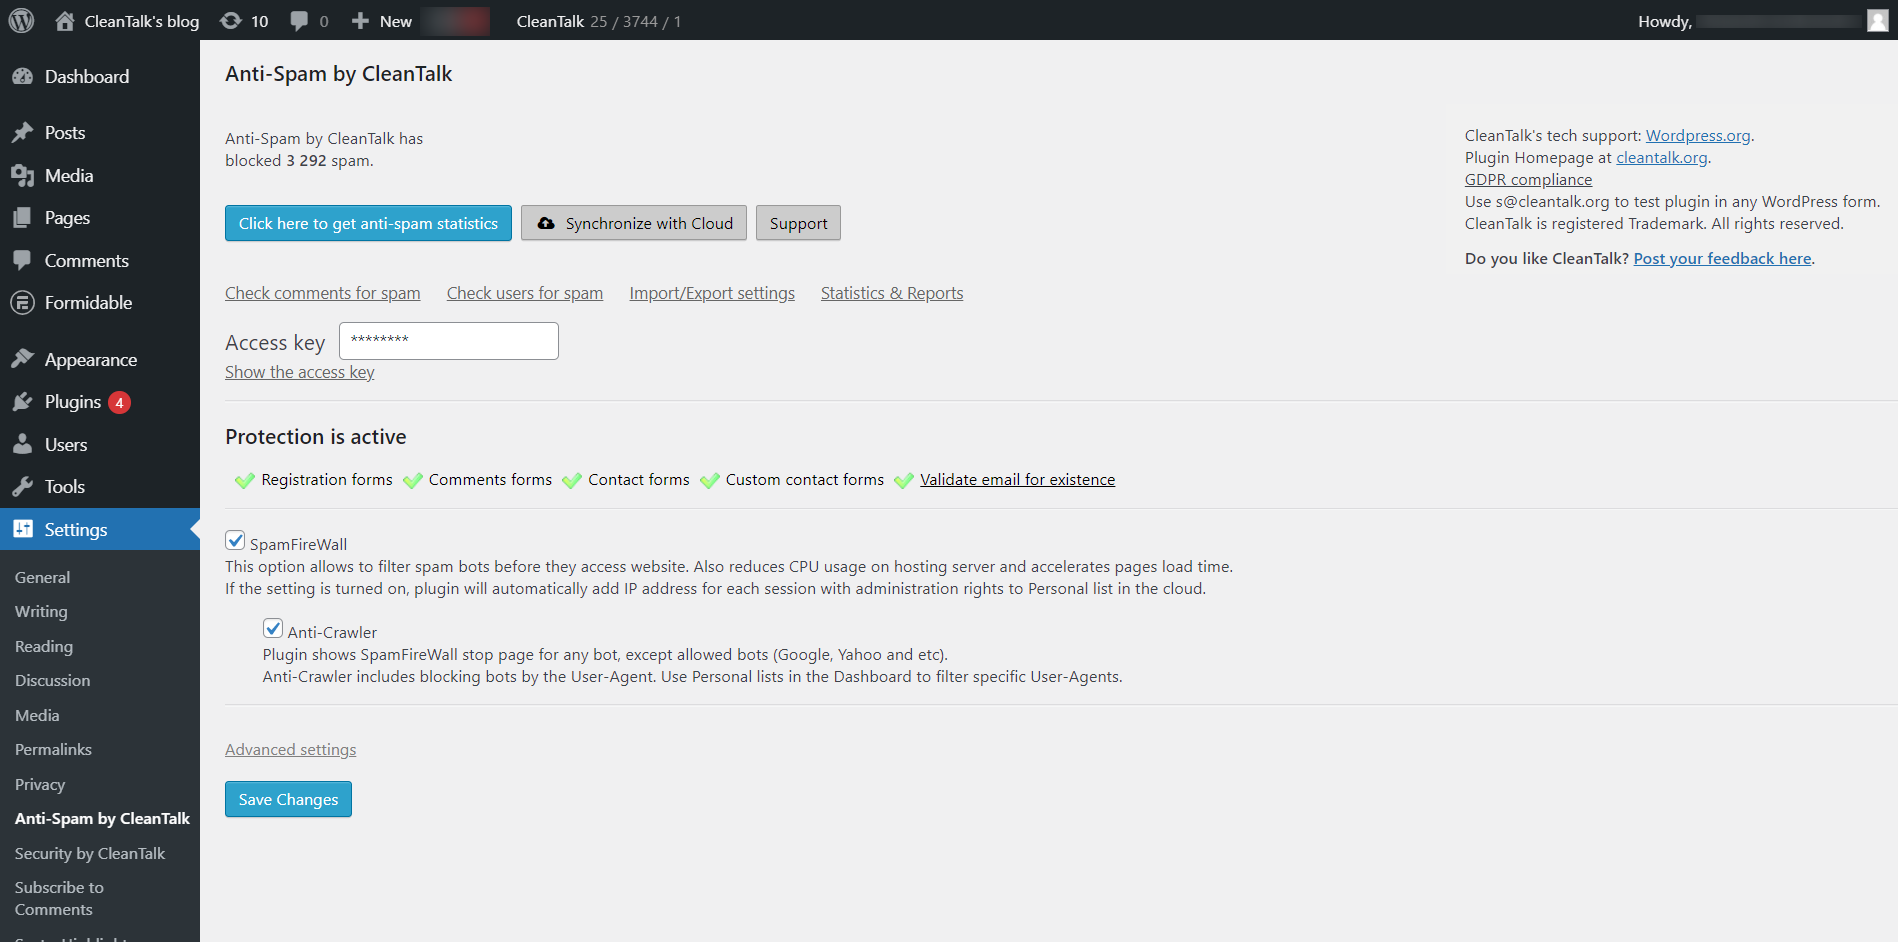 CleanTalk's blog 10 0 New CleanTalk 25 / 3744 / 1 Howdy,
Dashboard
Posts
Media
Pages
Comments
Formidable
Appearance
Plugins 4
Users
Tools
Settings
General
Writing
Reading
Discussion
Media
Permalinks
Privacy
Anti-Spam by CleanTalk
Security by CleanTalk
Subscribe to
Comments
Anti-Spam by CleanTalk
Anti-Spam by CleanTalk has
blocked 3 292 spam.
Click here to get anti-spam statistics Synchronize with Cloud Support
CleanTalk's tech support: Wordpress.org.
Plugin Homepage at cleantalk.org.
GDPR compliance
Use s@cleantalk.org to test plugin in any WordPress form.
CleanTalk is registered Trademark. All rights reserved.
Do you like CleanTalk? Post your feedback here.
Check comments for spam Check users for spam Import/Export settings Statistics & Reports
Access key ********
Show the access key
Protection is active
Registration forms Comments forms Contact forms Custom contact forms Validate email for existence
SpamFireWall
This option allows to filter spam bots before they access website. Also reduces CPU usage on hosting server and accelerates pages load time.
If the setting is turned on, plugin will automatically add IP address for each session with administration rights to Personal list in the cloud.
Anti-Crawler
Plugin shows SpamFireWall stop page for any bot, except allowed bots (Google, Yahoo and etc).
Anti-Crawler includes blocking bots by the User-Agent. Use Personal lists in the Dashboard to filter specific User-Agents.
Advanced settings
Save Changes